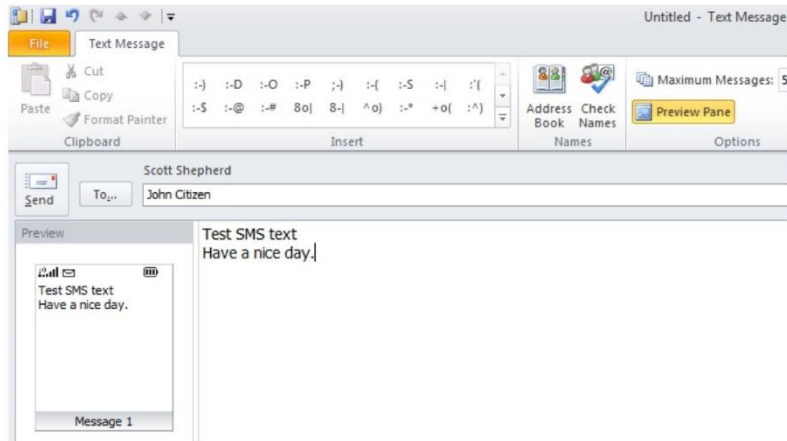 Untitled - Text Message
File Text Message
Paste
Cut
Copy
Format Painter
Clipboard
:-) :-D :-O :-P ;-) :-( :-S :-| :'(
:-$ :-@ :-# 8o| 8-| ^o) :-* +o( :^)
Insert
Address Book
Check Names
Names
Maximum Messages: 5
Preview Pane
Options
Send
To...
Scott Shepherd
John Citizen
Preview
Test SMS text
Have a nice day.
Message 1
Test SMS text
Have a nice day.